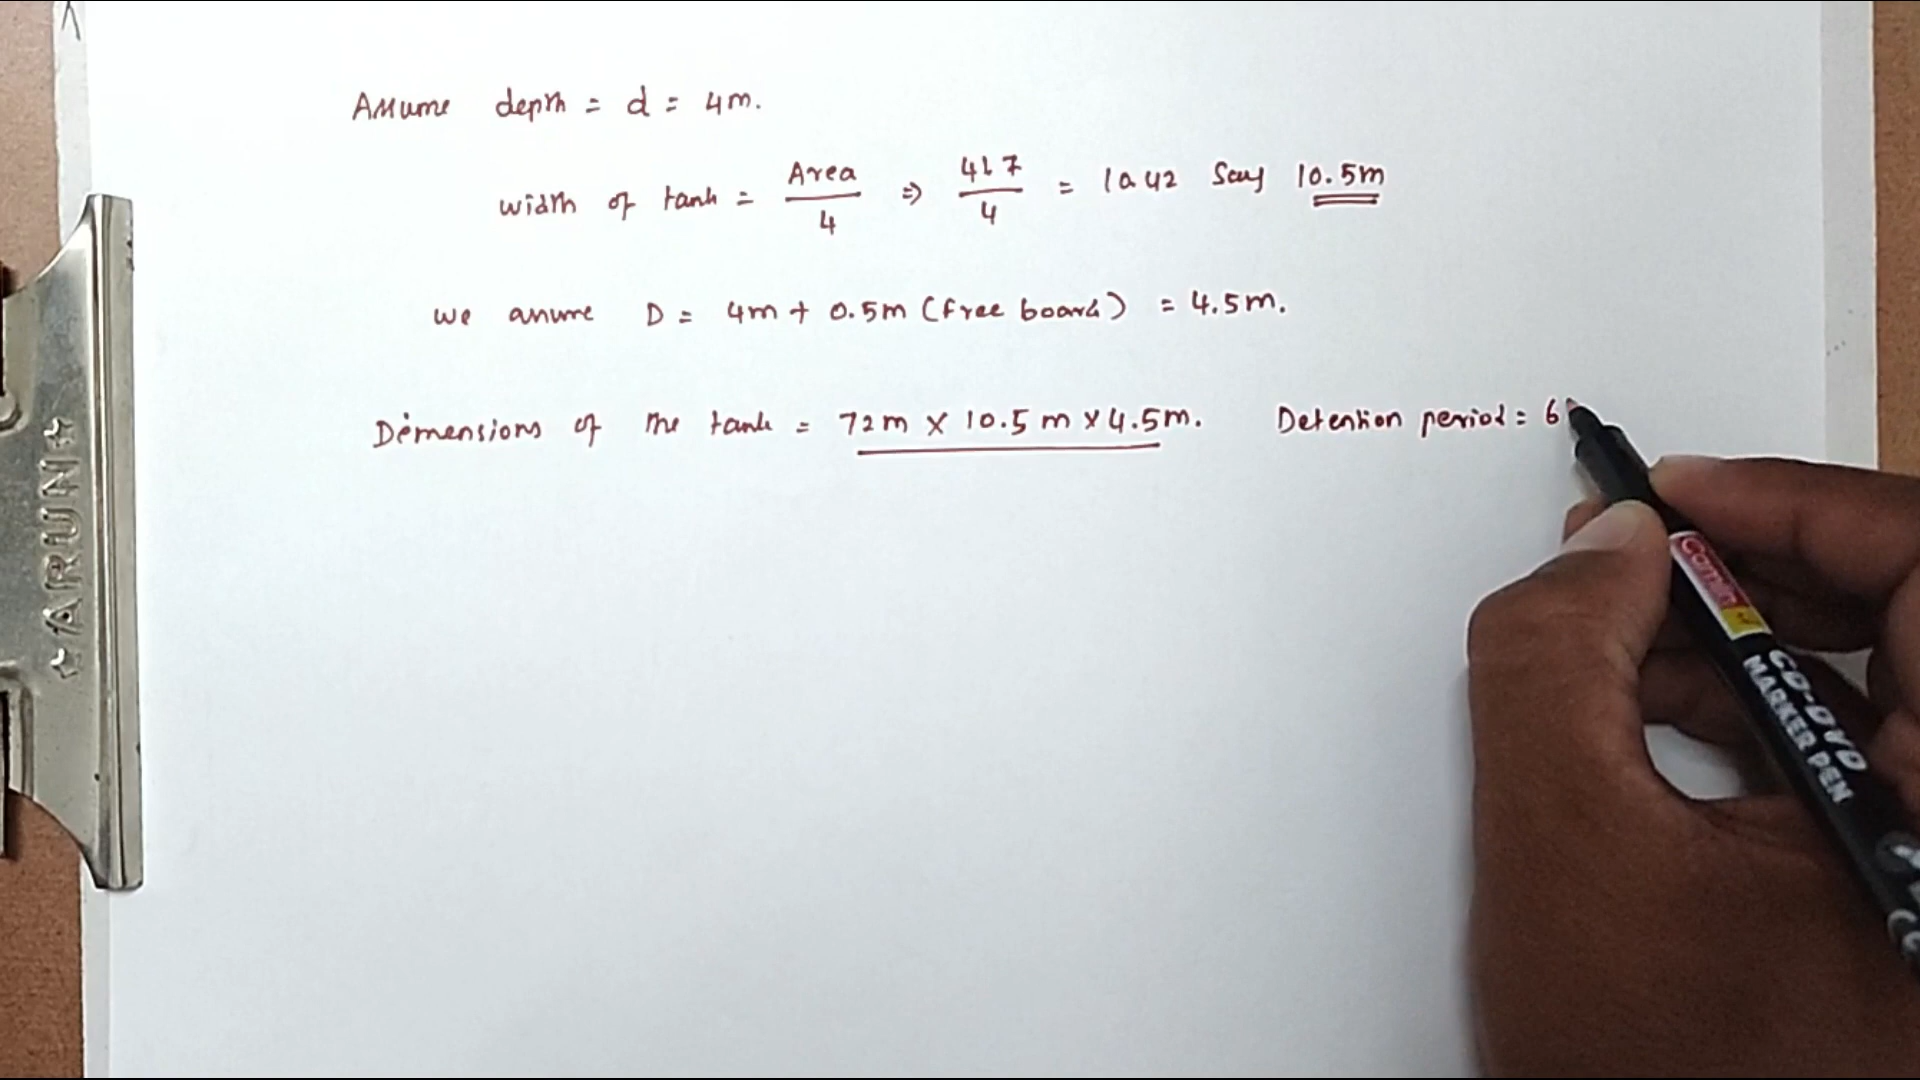 Assume depth = d = 4m.
width of tank = Area / 4 ⇒ 417 / 4 = 10.42 Say 10.5m
we assume D = 4m + 0.5m (free board) = 4.5m.
Dimensions of the tank = 72m x 10.5m x 4.5m. Detention period = 6
ARUN
Camlin
CD-DVD
MARKER PEN